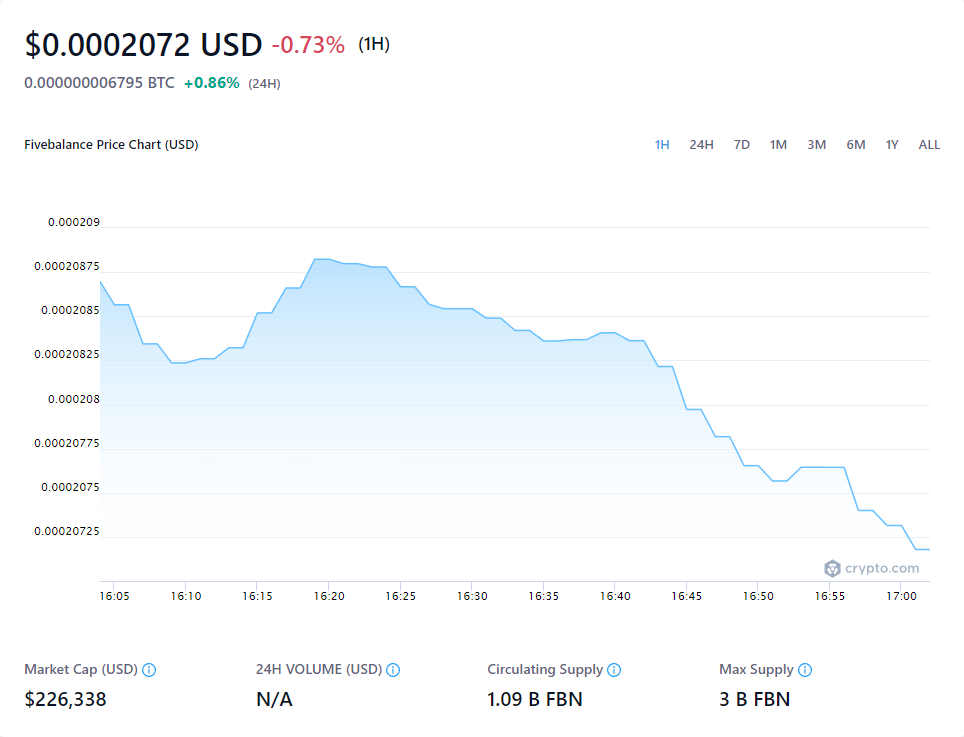 $0.0002072 USD -0.73% (1H)
0.000000006795 BTC +0.86% (24H)
Fivebalance Price Chart (USD)
1H 24H 7D 1M 3M 6M 1Y ALL
0.000209
0.00020875
0.0002085
0.00020825
0.000208
0.00020775
0.0002075
0.00020725
crypto.com
16:05 16:10 16:15 16:20 16:25 16:30 16:35 16:40 16:45 16:50 16:55 17:00
Market Cap (USD) 24H VOLUME (USD) Circulating Supply Max Supply
$226,338 N/A 1.09 B FBN 3 B FBN